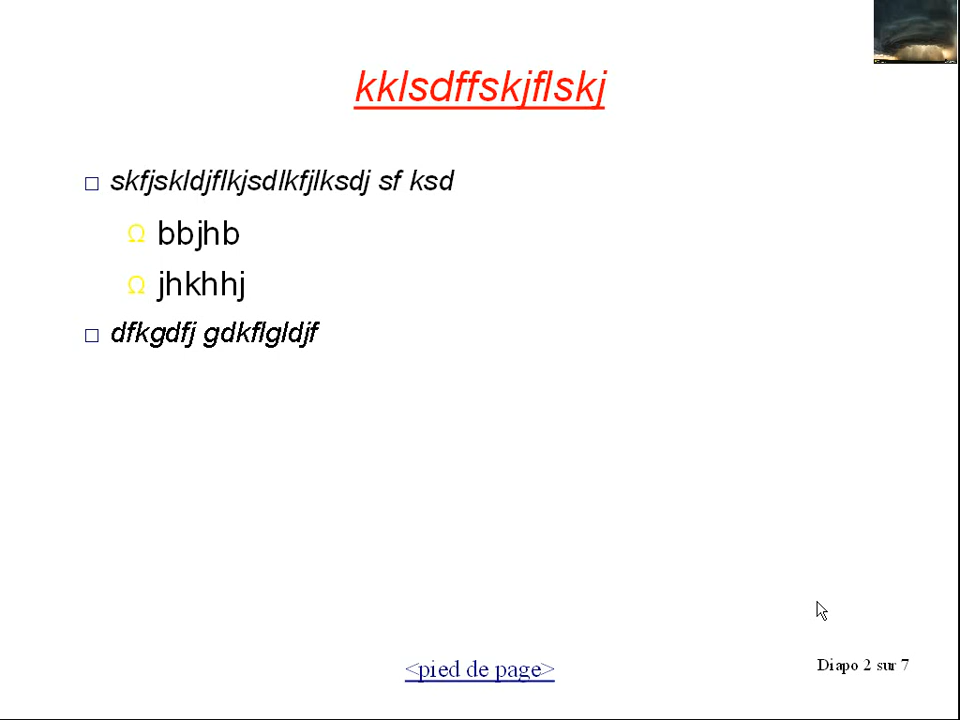 kklsdffskjflskj
□ skfjskldjflkjsdlkfjlksdj sf ksd
Ω bbjhb
Ω jhkhhj
□ dfkgdfj gdkflgldjf
<pied de page>
Diapo 2 sur 7